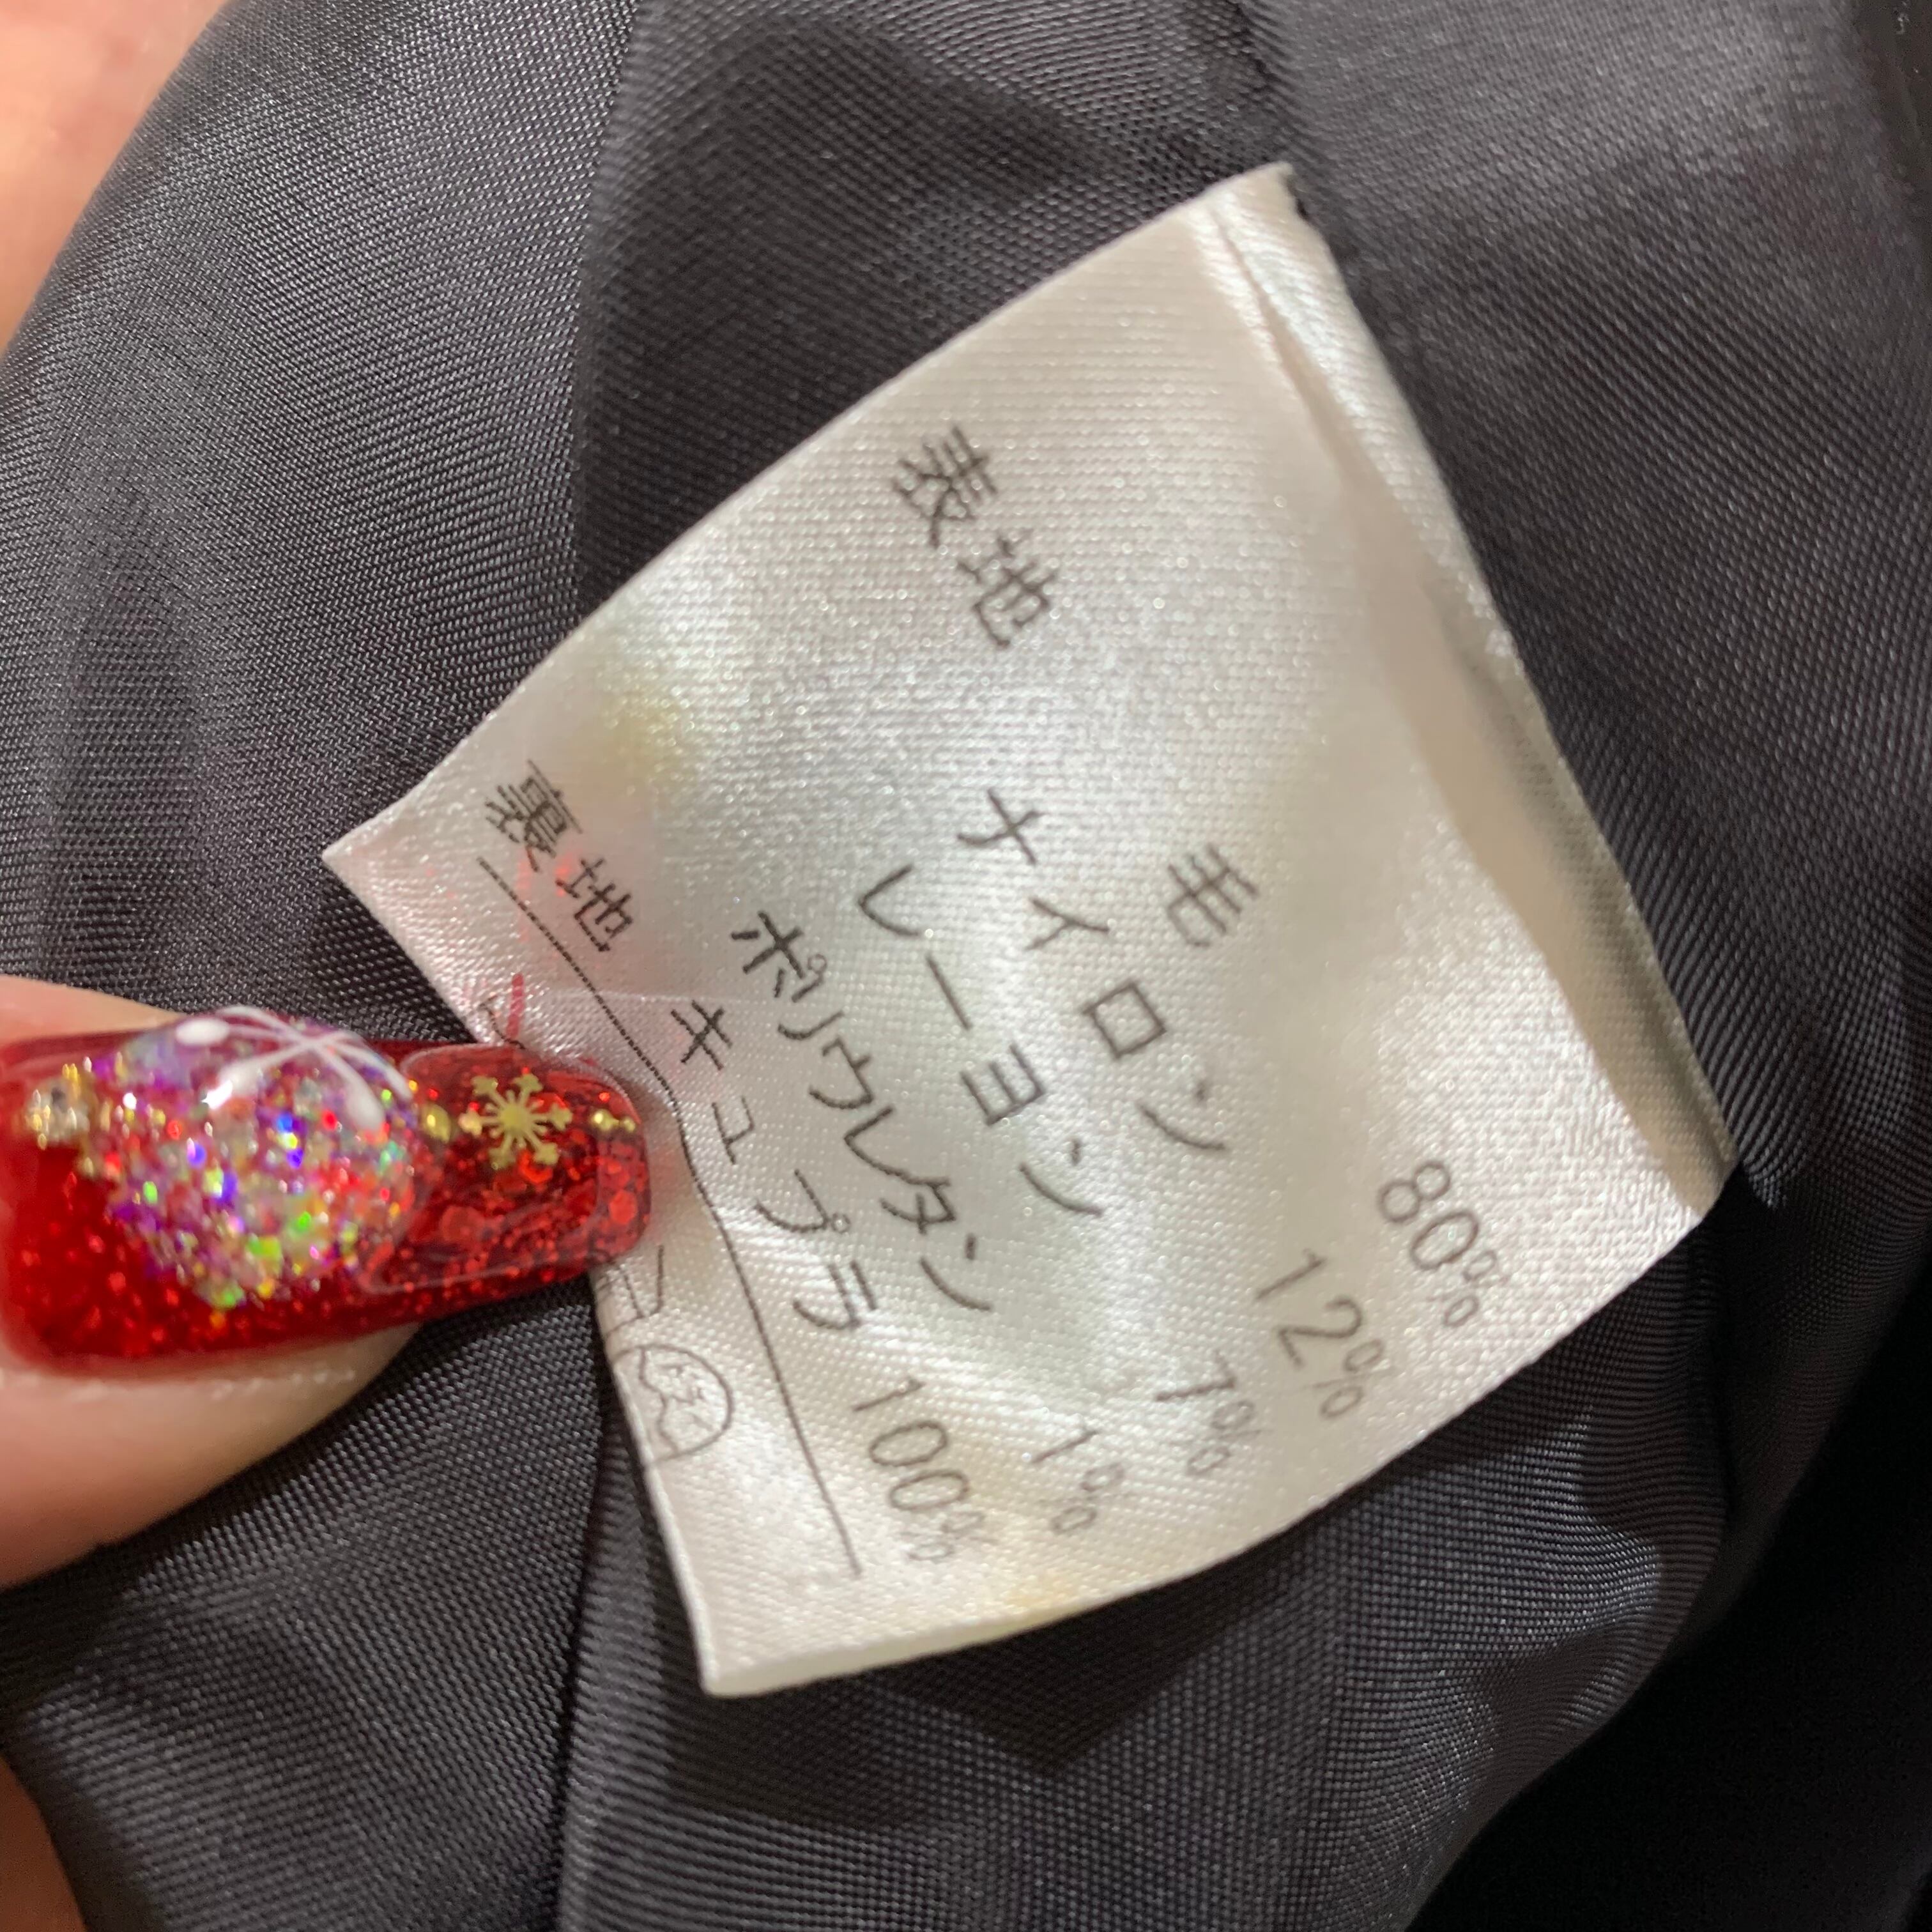 表地
毛 80%
ナイロン 12%
レーヨン 7%
ポリウレタン 1%
裏地 キュプラ 100%